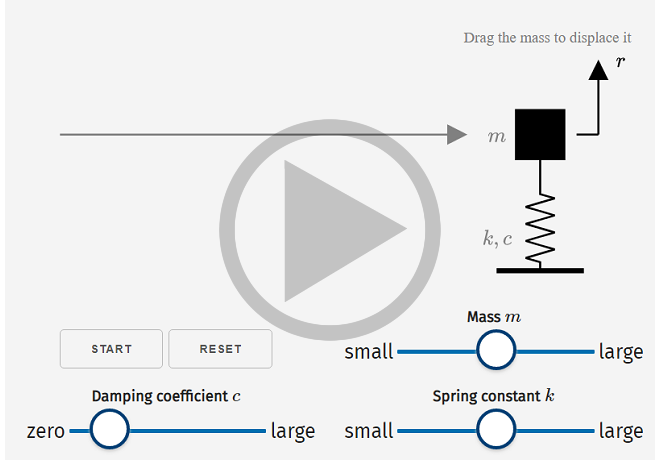 Drag the mass to displace it
r
m
k, c
START
RESET
Mass m
small
large
Damping coefficient c
zero
large
Spring constant k
small
large